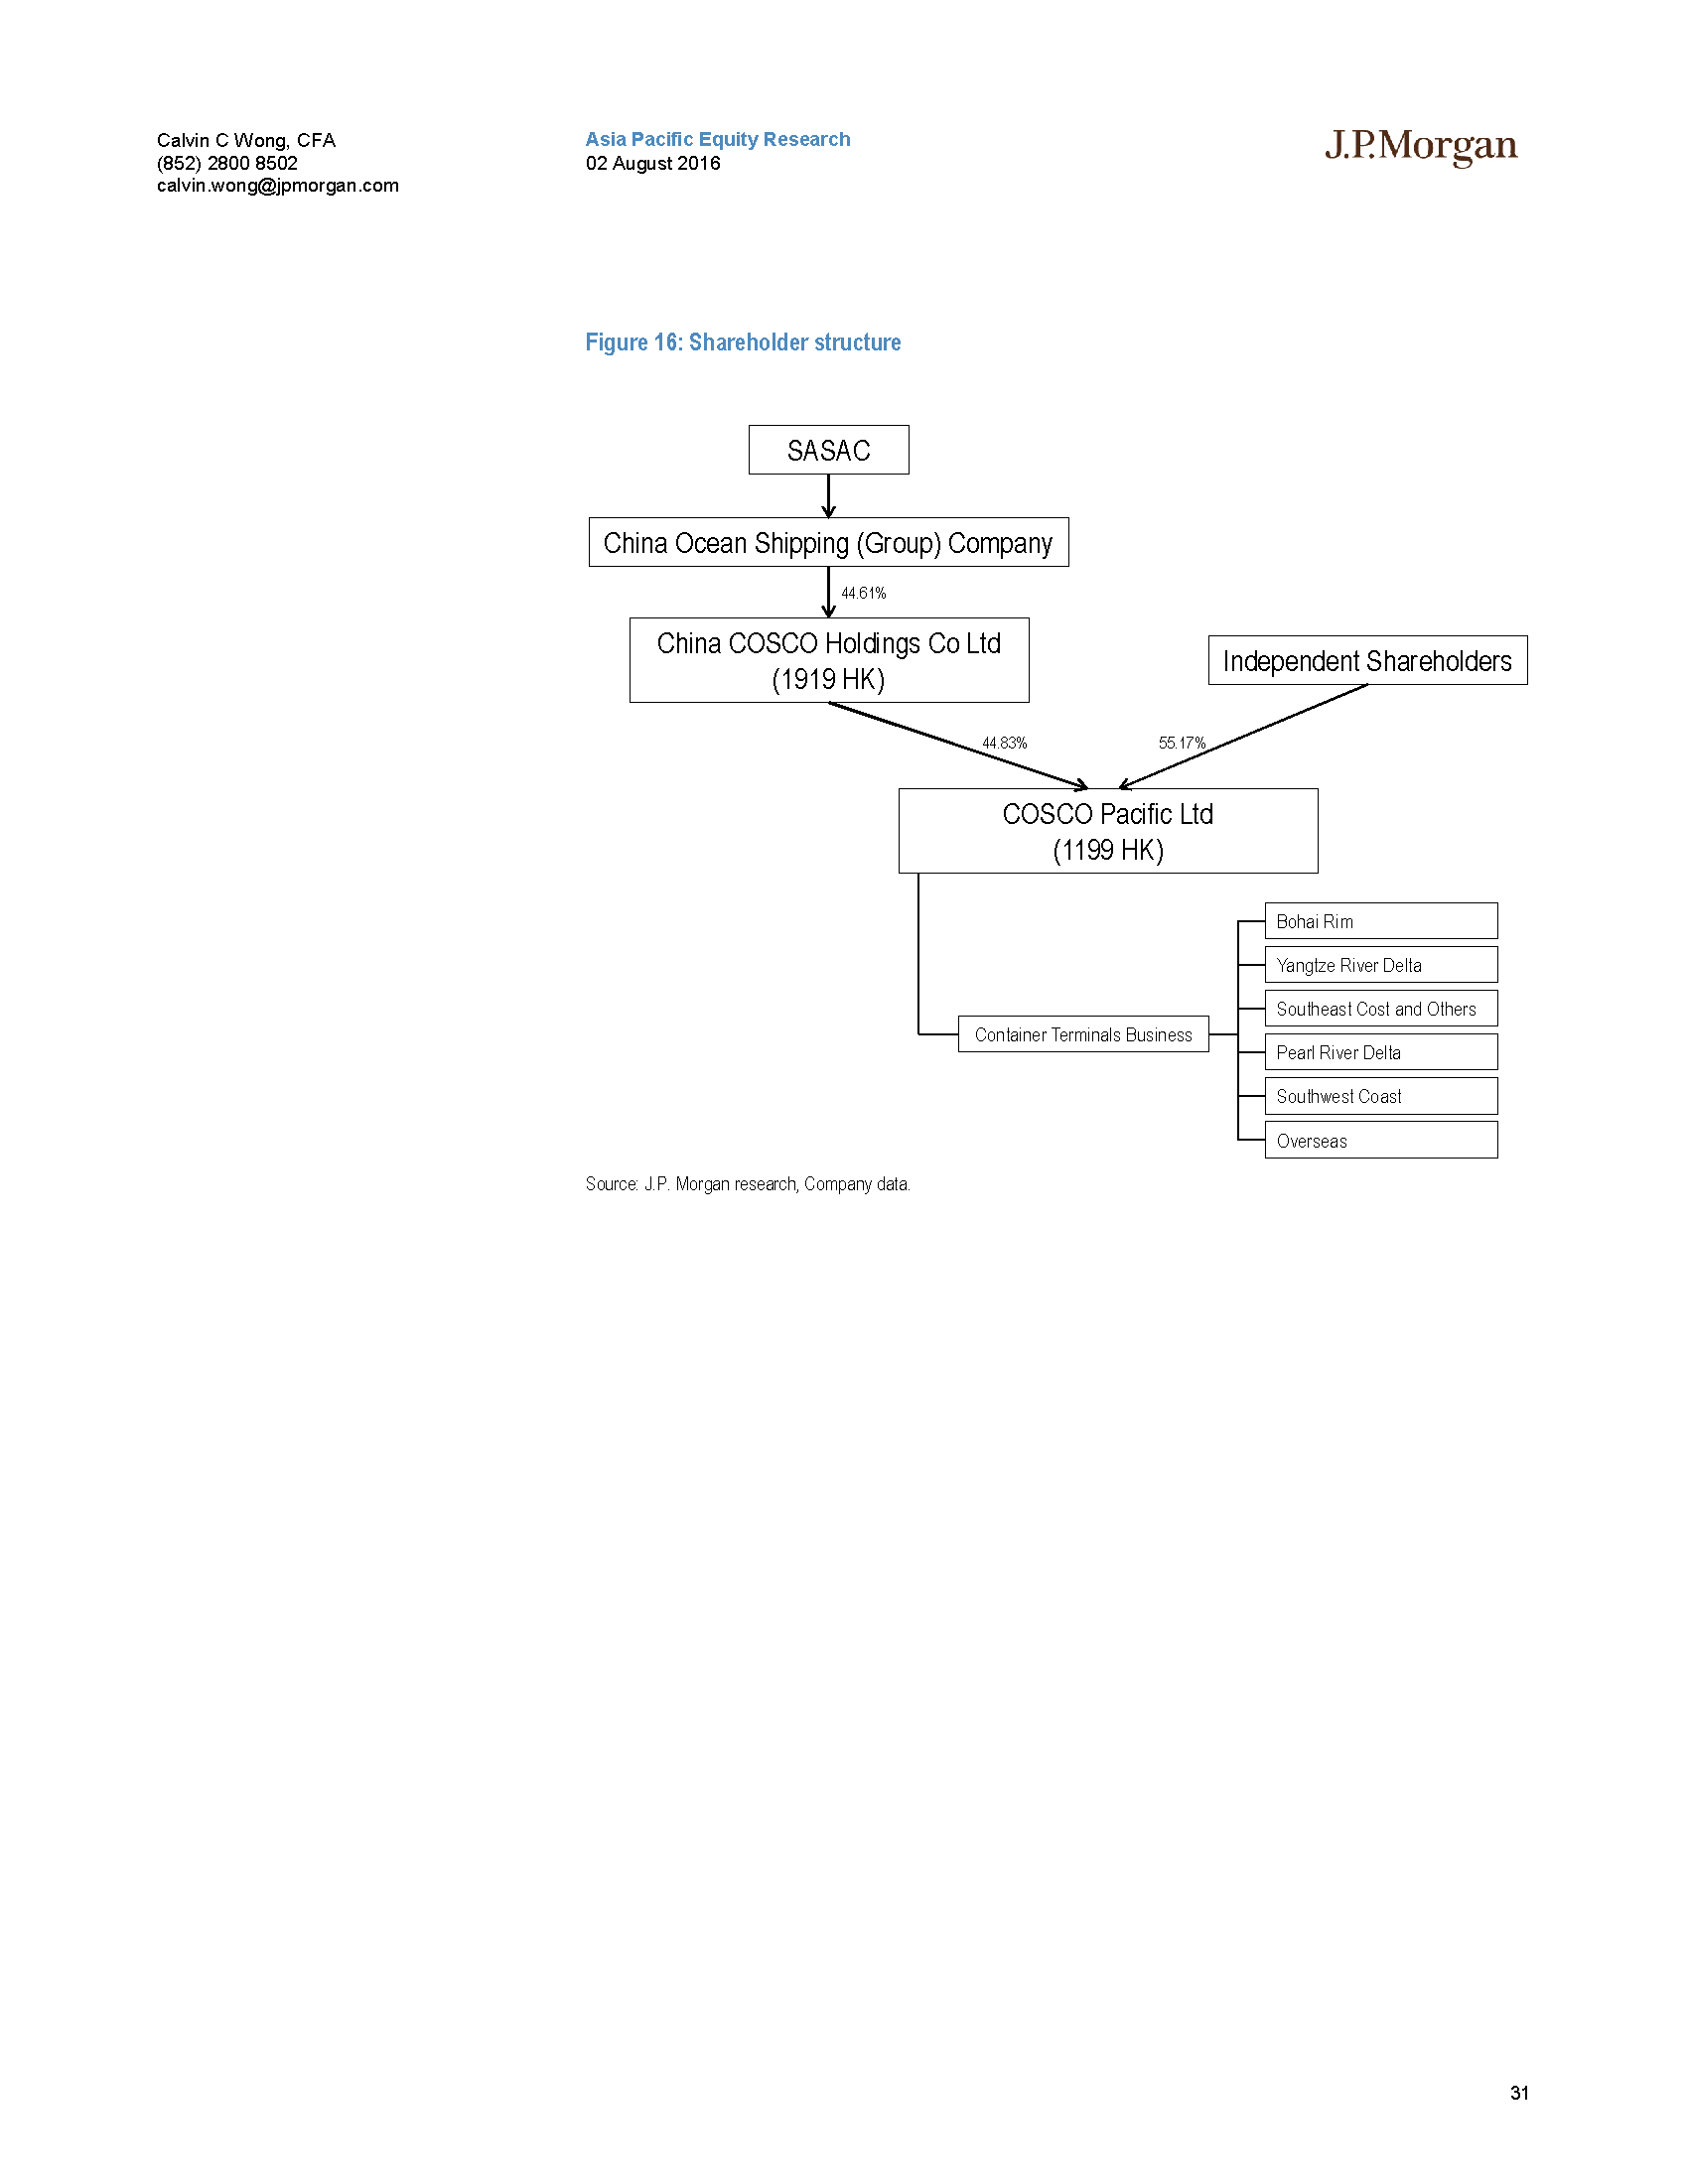 Calvin C Wong, CFA
(852) 2800 8502
calvin.wong@jpmorgan.com
Asia Pacific Equity Research
02 August 2016
J.P.Morgan
Figure 16: Shareholder structure
SASAC
China Ocean Shipping (Group) Company
44.61%
China COSCO Holdings Co Ltd
(1919 HK)
Independent Shareholders
44.83%
55.17%
COSCO Pacific Ltd
(1199 HK)
Container Terminals Business
Bohai Rim
Yangtze River Delta
Southeast Cost and Others
Pearl River Delta
Southwest Coast
Overseas
Source: J.P. Morgan research, Company data.
31